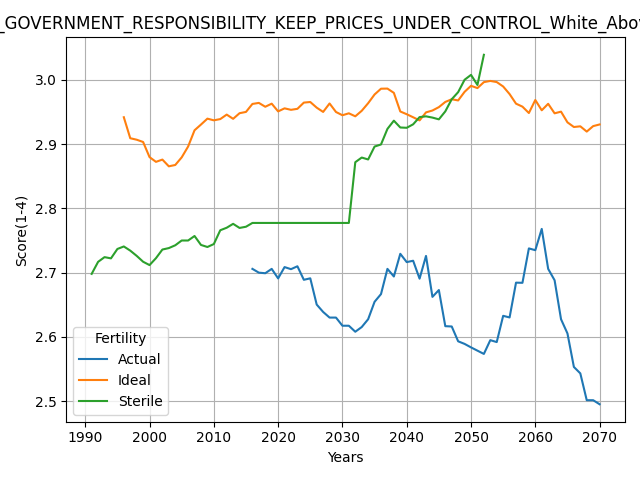 _GOVERNMENT_RESPONSIBILITY_KEEP_PRICES_UNDER_CONTROL_White_Abo
3.0
2.9
2.8
2.7
2.6
2.5
Score(1-4)
Fertility
Actual
Ideal
Sterile
1990 2000 2010 2020 2030 2040 2050 2060 2070
Years